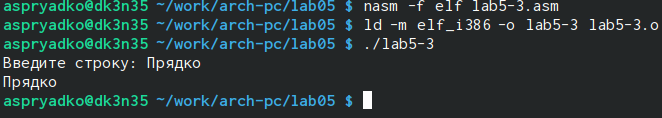 aspryadko@dk3n35 ~/work/arch-pc/lab05 $ nasm -f elf lab5-3.asm
aspryadko@dk3n35 ~/work/arch-pc/lab05 $ ld -m elf_i386 -o lab5-3 lab5-3.o
aspryadko@dk3n35 ~/work/arch-pc/lab05 $ ./lab5-3
Введите строку: Прядко
Прядко
aspryadko@dk3n35 ~/work/arch-pc/lab05 $